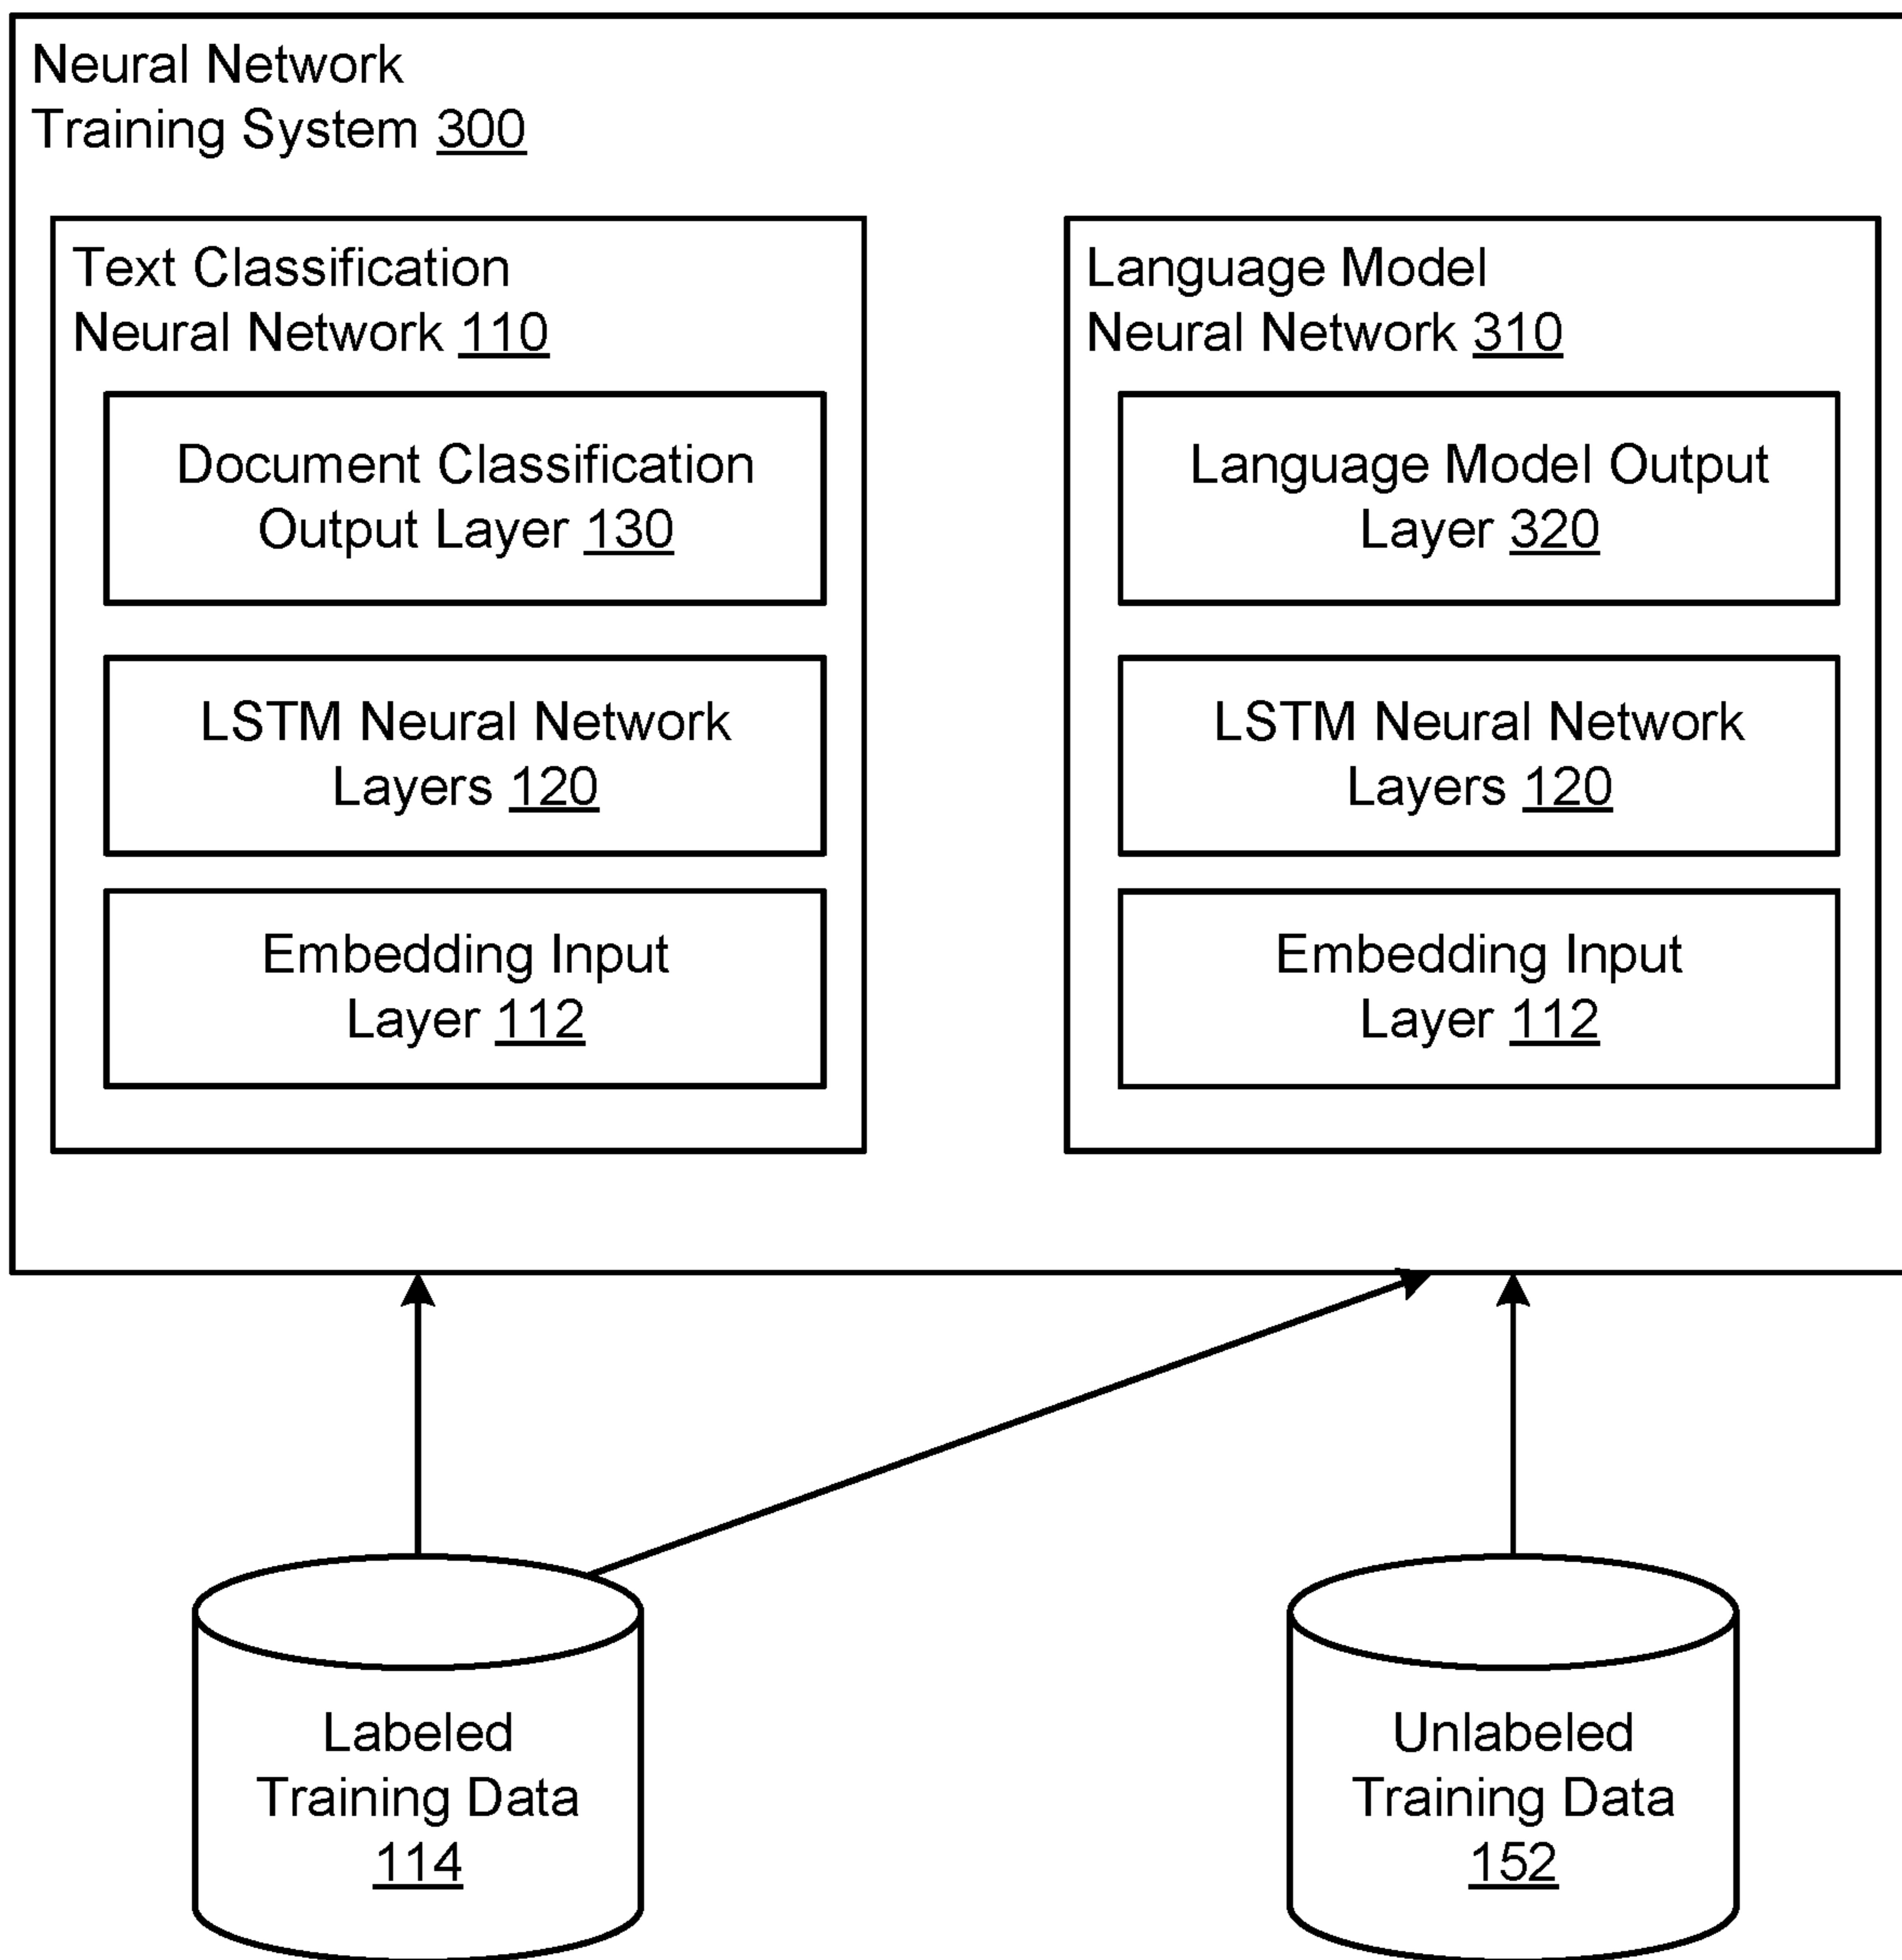 Neural Network
Training System 300
Text Classification
Neural Network 110
Document Classification
Output Layer 130
LSTM Neural Network
Layers 120
Embedding Input
Layer 112
Language Model
Neural Network 310
Language Model Output
Layer 320
LSTM Neural Network
Layers 120
Embedding Input
Layer 112
Labeled
Training Data
114
Unlabeled
Training Data
152